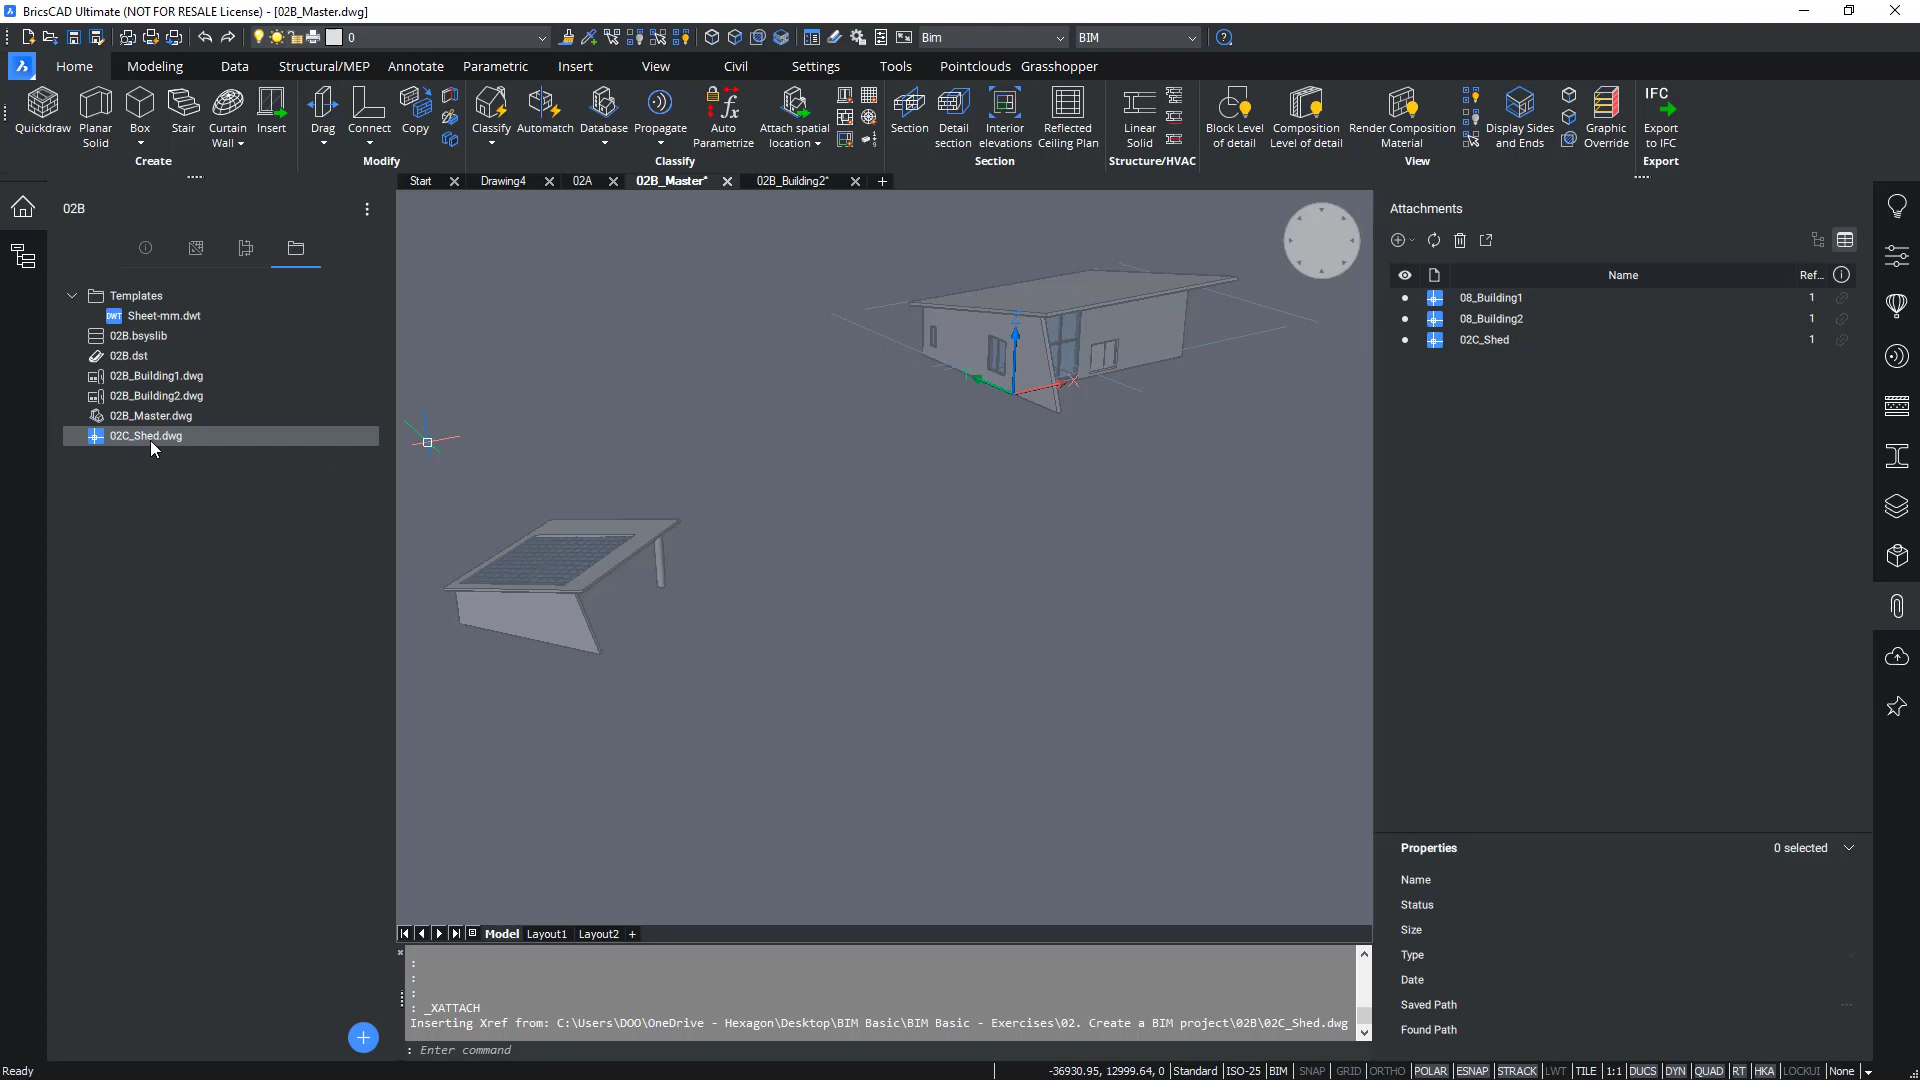 BricsCAD Ultimate (NOT FOR RESALE License) - [02B_Master.dwg]
0
Bim
BIM
Home
Modeling
Data
Structural/MEP
Annotate
Parametric
Insert
View
Civil
Settings
Tools
Pointclouds
Grasshopper
Quickdraw
Planar Solid
Box
Stair
Curtain Wall
Insert
Drag
Connect
Copy
Classify
Automatch
Database
Propagate
Auto Parametrize
Attach spatial location
Section
Detail section
Interior elevations
Reflected Ceiling Plan
Linear Solid
Block Level of detail
Composition Level of detail
Render Composition Material
Display Sides and Ends
Graphic Override
IFC
Export to IFC
Create
Modify
Classify
Section
Structure/HVAC
View
Export
Start
Drawing4
02A
02B_Master*
02B_Building2*
02B
Templates
DWT
Sheet-mm.dwt
02B.bsyslib
02B.dst
02B_Building1.dwg
02B_Building2.dwg
02B_Master.dwg
02C_Shed.dwg
Z
Y
X
Attachments
Name
Ref...
08_Building1
1
08_Building2
1
02C_Shed
1
Properties
0 selected
Name
Status
Size
Type
Date
Saved Path
Found Path
Model
Layout1
Layout2
:
:
:
: _XATTACH
Inserting Xref from: C:\Users\DOO\OneDrive - Hexagon\Desktop\BIM Basic\BIM Basic - Exercises\02. Create a BIM project\02B\02C_Shed.dwg
: Enter command
Ready
-36930.95, 12999.64, 0
Standard
ISO-25
BIM
SNAP
GRID
ORTHO
POLAR
ESNAP
STRACK
LWT
TILE
1:1
DUCS
DYN
QUAD
RT
HKA
LOCKUI
None